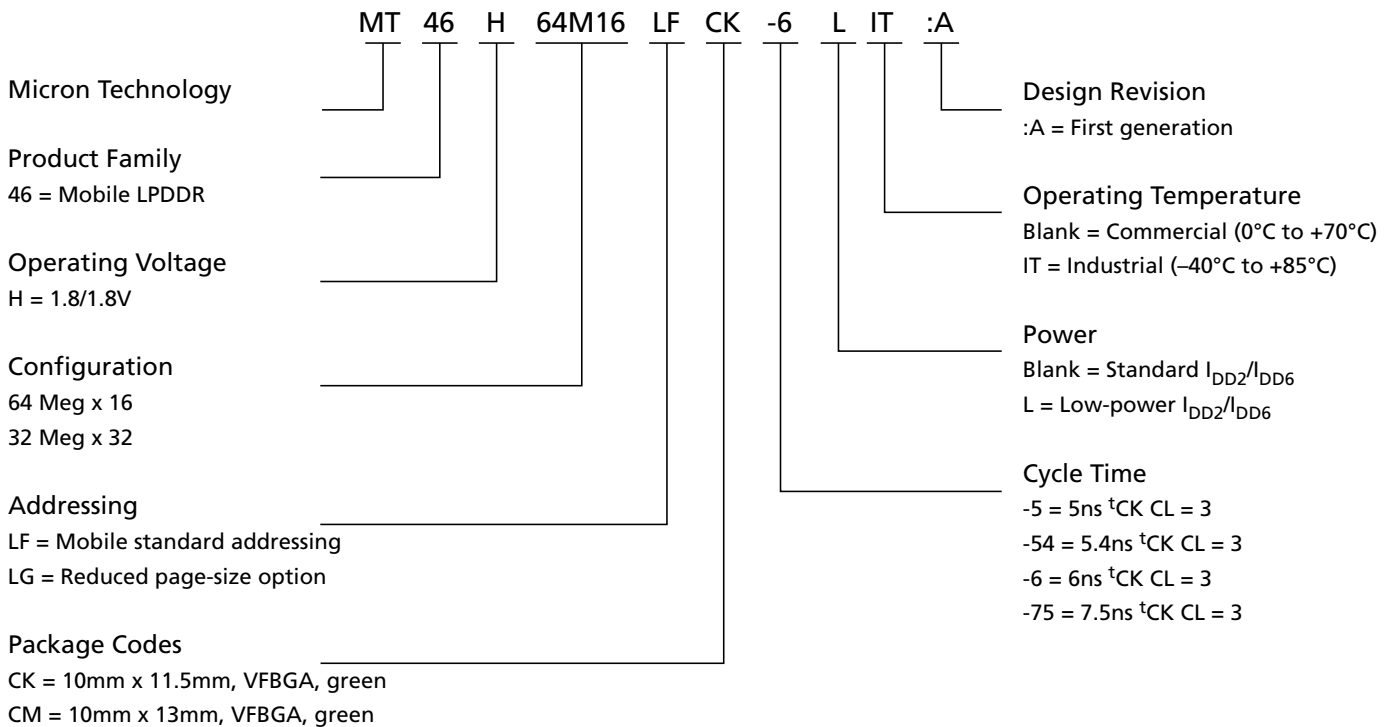 MT 46 H 64M16 LF CK -6 L IT :A
Micron Technology
Product Family
46 = Mobile LPDDR
Operating Voltage
H = 1.8/1.8V
Configuration
64 Meg x 16
32 Meg x 32
Addressing
LF = Mobile standard addressing
LG = Reduced page-size option
Package Codes
CK = 10mm x 11.5mm, VFBGA, green
CM = 10mm x 13mm, VFBGA, green
Design Revision
:A = First generation
Operating Temperature
Blank = Commercial (0°C to +70°C)
IT = Industrial (–40°C to +85°C)
Power
Blank = Standard IDD2/IDD6
L = Low-power IDD2/IDD6
Cycle Time
-5 = 5ns tCK CL = 3
-54 = 5.4ns tCK CL = 3
-6 = 6ns tCK CL = 3
-75 = 7.5ns tCK CL = 3